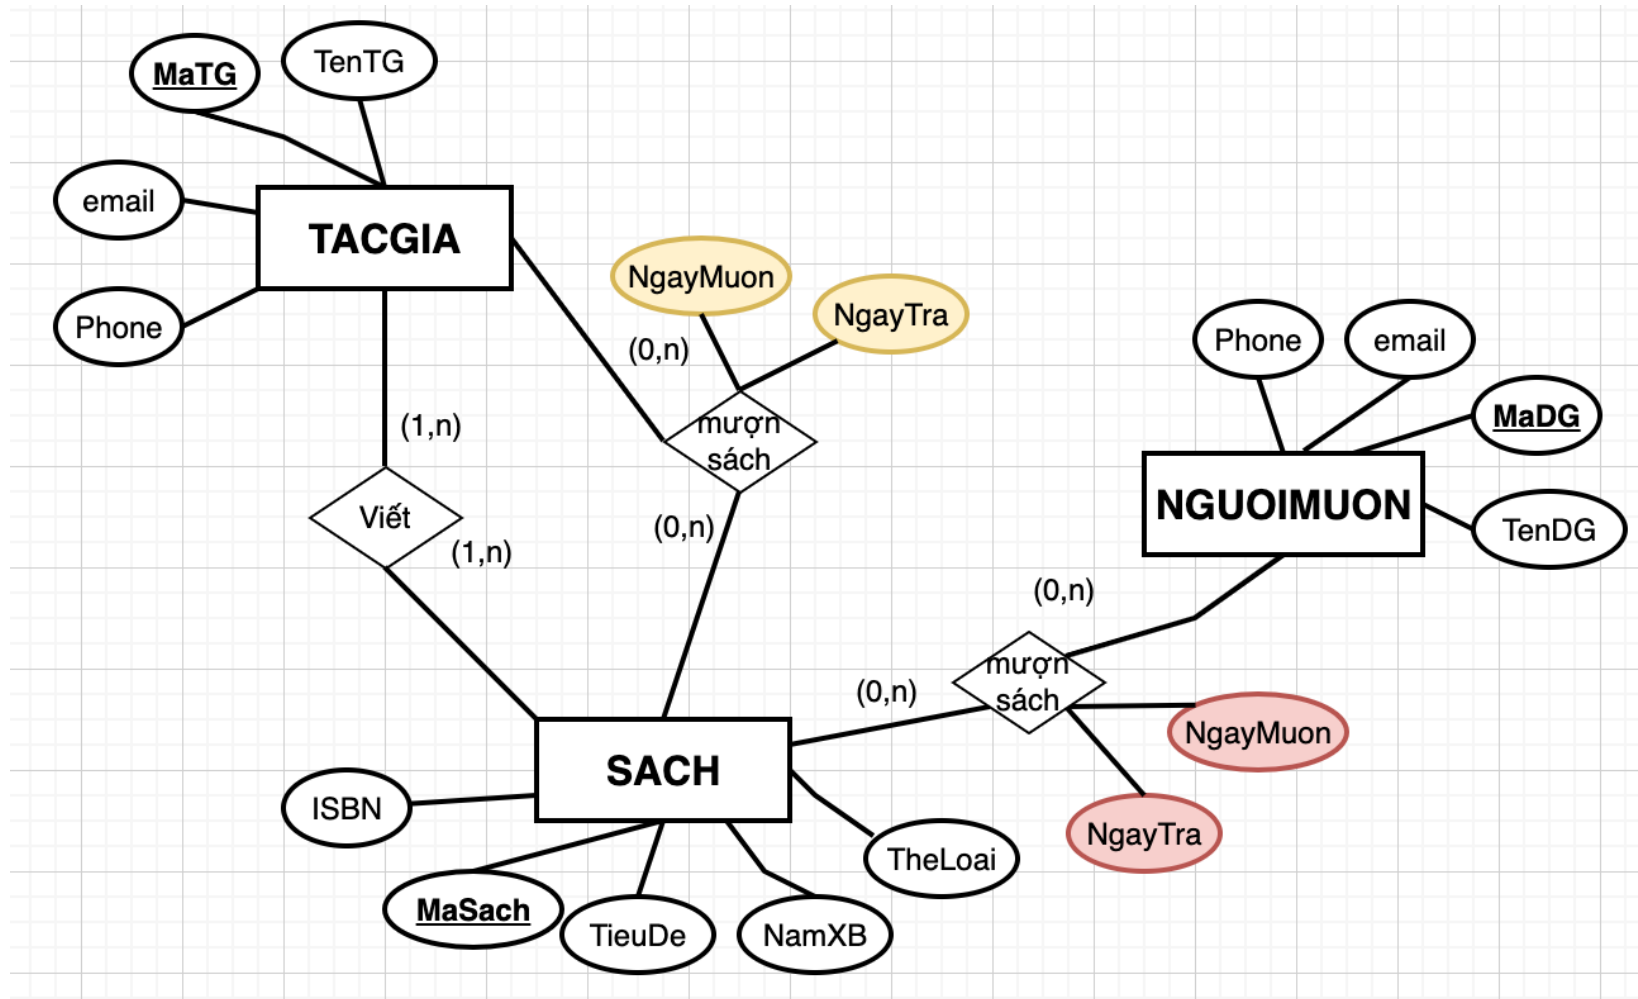 MaTG
TenTG
email
TACGIA
Phone
NgayMuon
NgayTra
(0,n)
(1,n)
mượn
sách
Viết
(1,n)
(0,n)
Phone
email
MaDG
NGUOIMUON
TenDG
(0,n)
mượn
sách
(0,n)
NgayMuon
NgayTra
SACH
ISBN
TheLoai
MaSach
TieuDe
NamXB